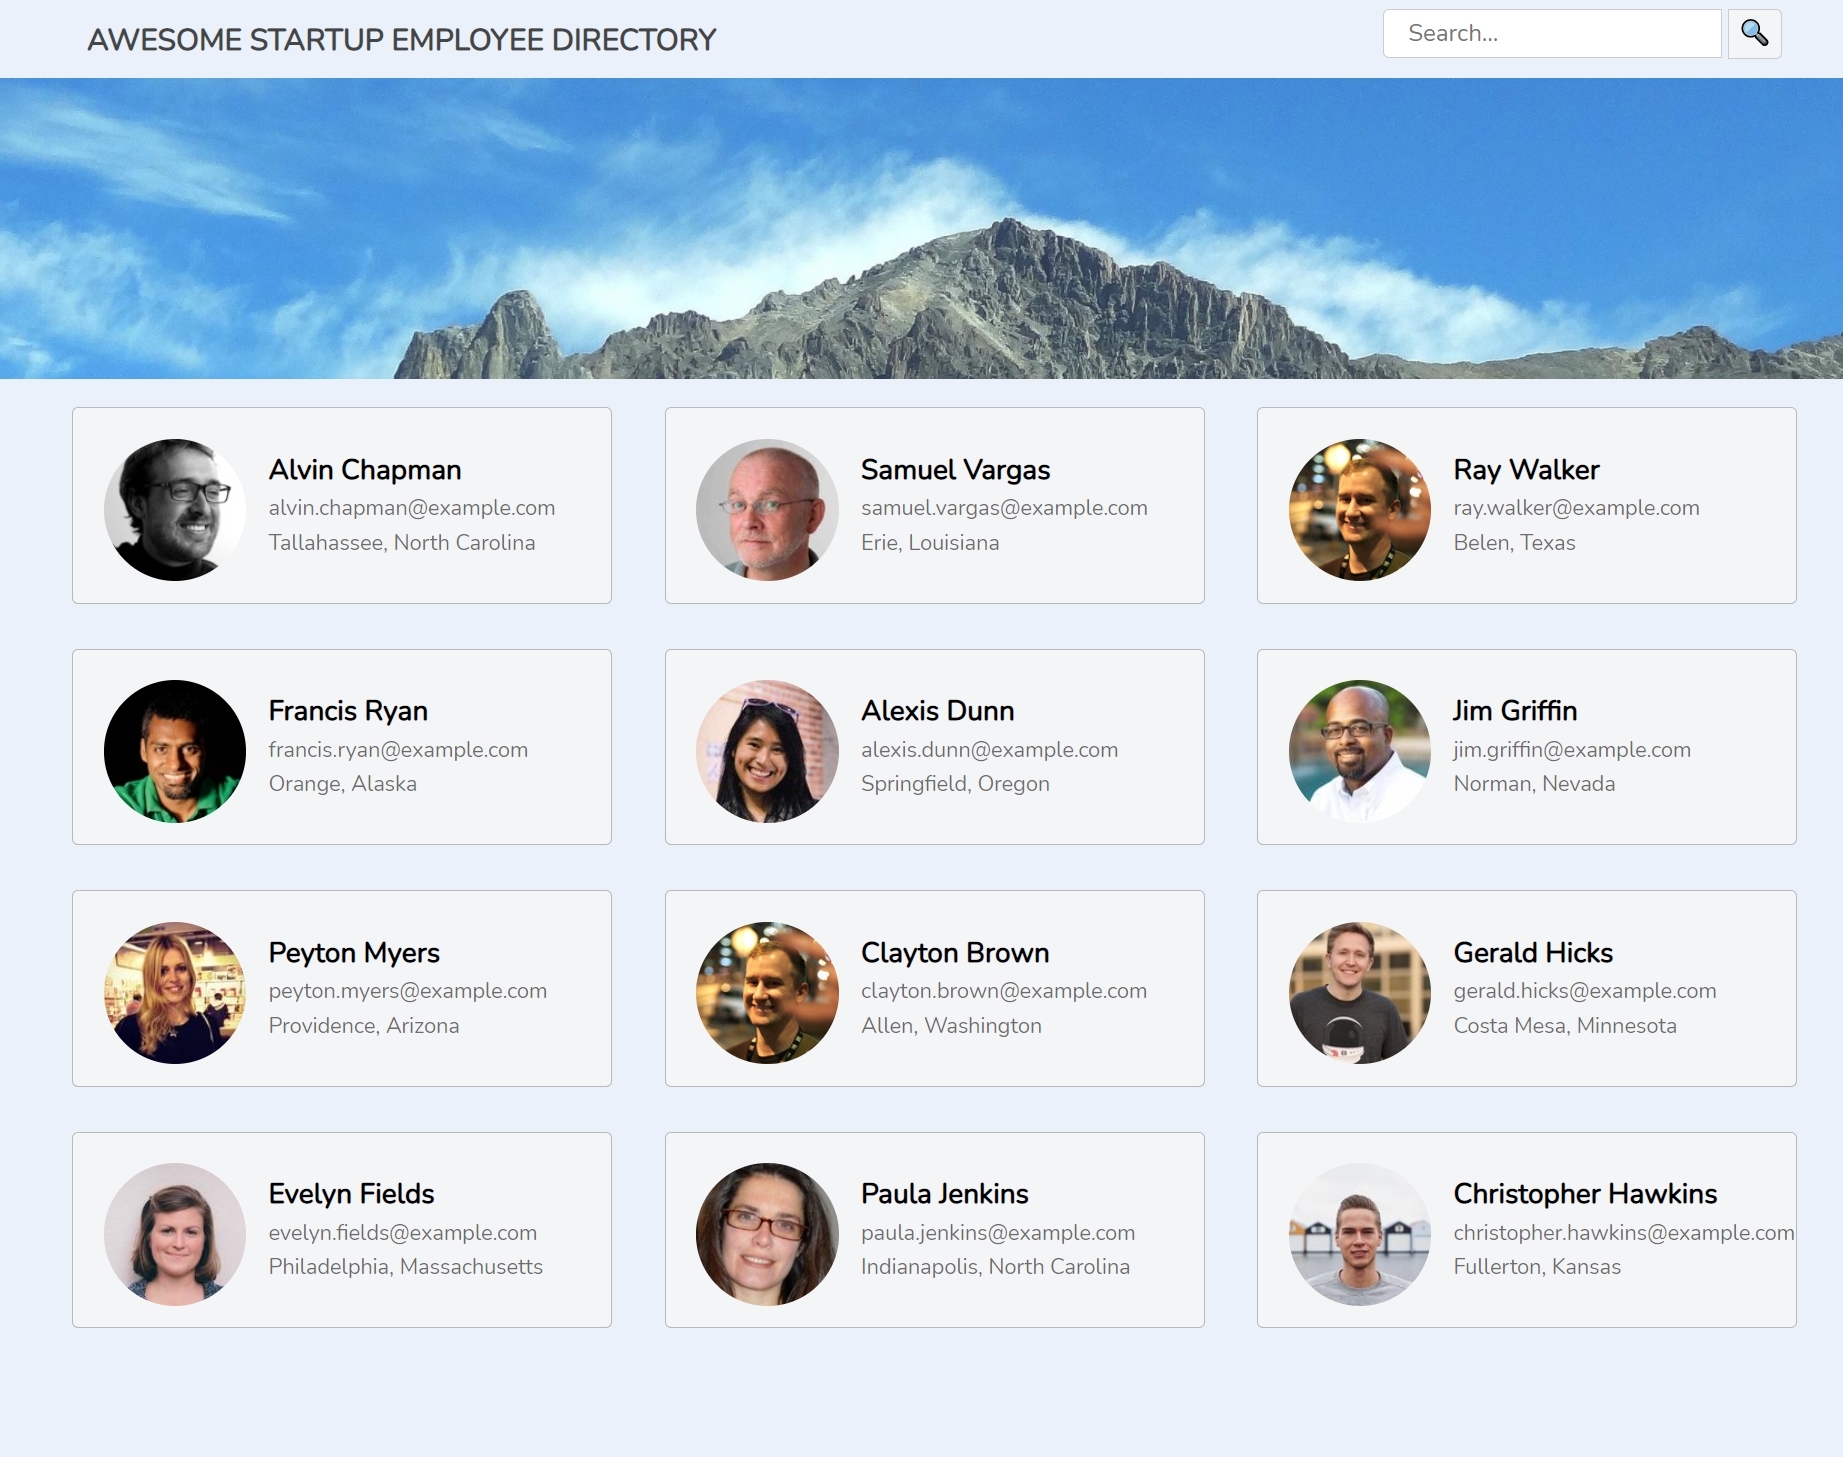 AWESOME STARTUP EMPLOYEE DIRECTORY
Search...
Alvin Chapman
alvin.chapman@example.com
Tallahassee, North Carolina
Samuel Vargas
samuel.vargas@example.com
Erie, Louisiana
Ray Walker
ray.walker@example.com
Belen, Texas
Francis Ryan
francis.ryan@example.com
Orange, Alaska
Alexis Dunn
alexis.dunn@example.com
Springfield, Oregon
Jim Griffin
jim.griffin@example.com
Norman, Nevada
Peyton Myers
peyton.myers@example.com
Providence, Arizona
Clayton Brown
clayton.brown@example.com
Allen, Washington
Gerald Hicks
gerald.hicks@example.com
Costa Mesa, Minnesota
Evelyn Fields
evelyn.fields@example.com
Philadelphia, Massachusetts
Paula Jenkins
paula.jenkins@example.com
Indianapolis, North Carolina
Christopher Hawkins
christopher.hawkins@example.com
Fullerton, Kansas